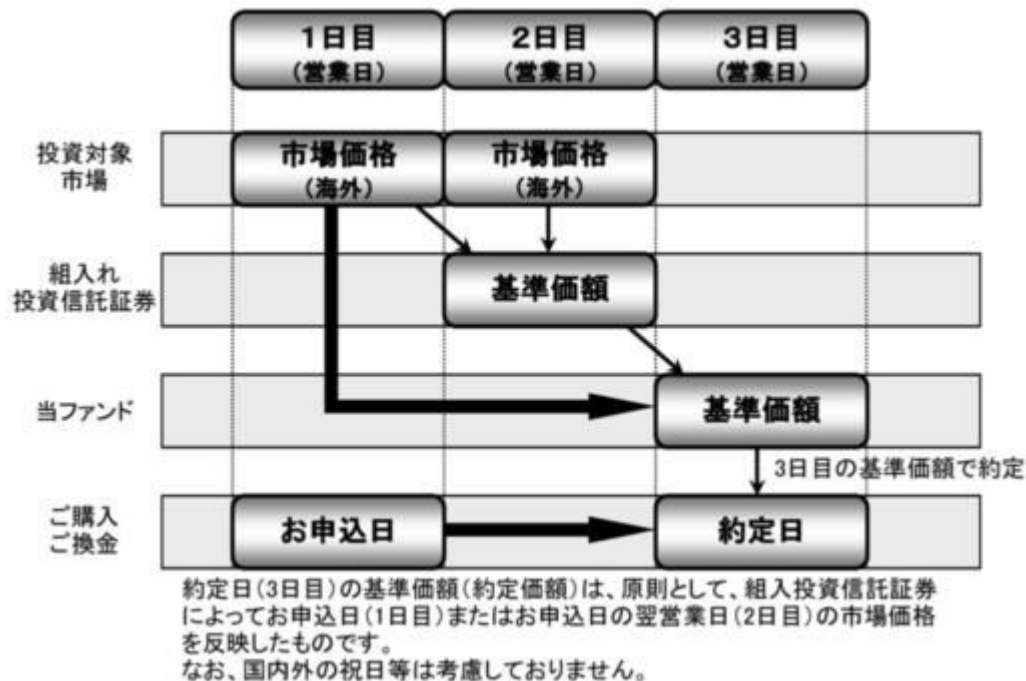 1日目
(営業日)
2日目
(営業日)
3日目
(営業日)
投資対象
市場
市場価格
(海外)
市場価格
(海外)
組入れ
投資信託証券
基準価額
当ファンド
基準価額
3日目の基準価額で約定
ご購入
ご換金
お申込日
約定日
約定日(3日目)の基準価額(約定価額)は、原則として、組入投資信託証券
によってお申込日(1日目)またはお申込日の翌営業日(2日目)の市場価格
を反映したものです。
なお、国内外の祝日等は考慮しておりません。